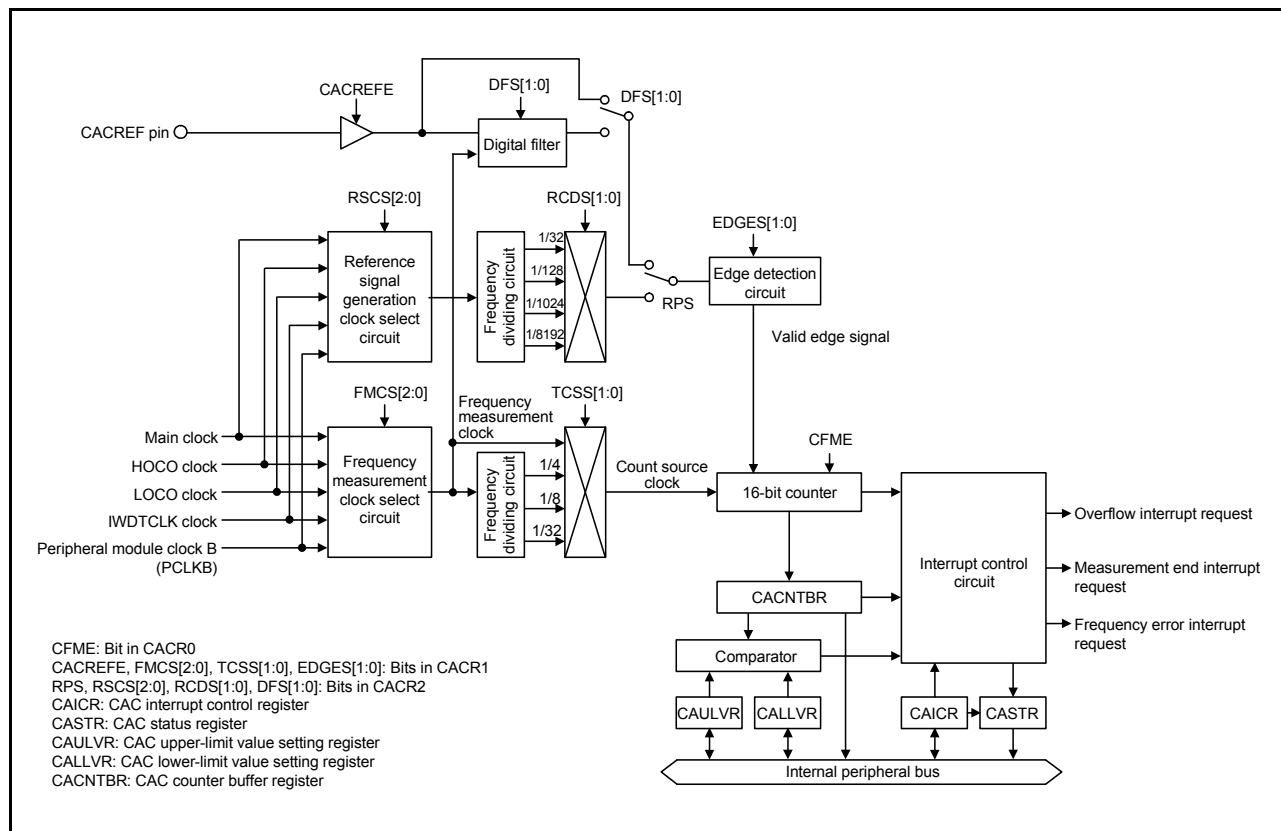 CACREFE
DFS[1:0]
DFS[1:0]
CACREF pin
Digital filter
RSCS[2:0]
RCDS[1:0]
EDGES[1:0]
Reference
signal
generation
clock select
circuit
Frequency
dividing circuit
1/32
1/128
1/1024
1/8192
RPS
Edge detection
circuit
Valid edge signal
FMCS[2:0]
Frequency
measurement
clock
TCSS[1:0]
Main clock
HOCO clock
LOCO clock
IWDTCLK clock
Peripheral module clock B
(PCLKB)
Frequency
measurement
clock select
circuit
Frequency
dividing circuit
1/4
1/8
1/32
Count source
clock
CFME
16-bit counter
Interrupt control
circuit
Overflow interrupt request
Measurement end interrupt
request
Frequency error interrupt
request
CACNTBR
Comparator
CAULVR
CALLVR
CAICR
CASTR
Internal peripheral bus
CFME: Bit in CACR0
CACREFE, FMCS[2:0], TCSS[1:0], EDGES[1:0]: Bits in CACR1
RPS, RSCS[2:0], RCDS[1:0], DFS[1:0]: Bits in CACR2
CAICR: CAC interrupt control register
CASTR: CAC status register
CAULVR: CAC upper-limit value setting register
CALLVR: CAC lower-limit value setting register
CACNTBR: CAC counter buffer register